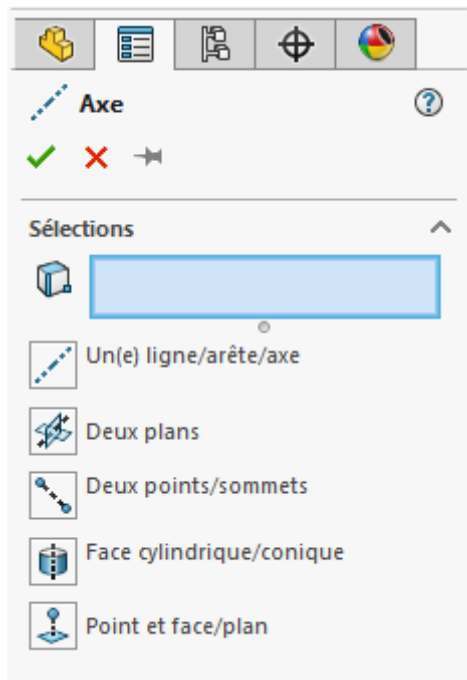 Axe
Sélections
Un(e) ligne/arête/axe
Deux plans
Deux points/sommets
Face cylindrique/conique
Point et face/plan